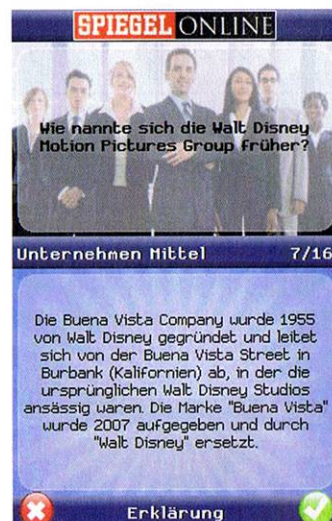 SPIEGEL ONLINE
Wie nannte sich die Walt Disney
Motion Pictures Group früher?
Unternehmen Mittel 7/16
Die Buena Vista Company wurde 1955
von Walt Disney gegründet und leitet
sich von der Buena Vista Street in
Burbank (Kalifornien) ab, in der die
ursprünglichen Walt Disney Studios
ansässig waren. Die Marke "Buena Vista"
wurde 2007 aufgegeben und durch
"Walt Disney" ersetzt.
Erklärung